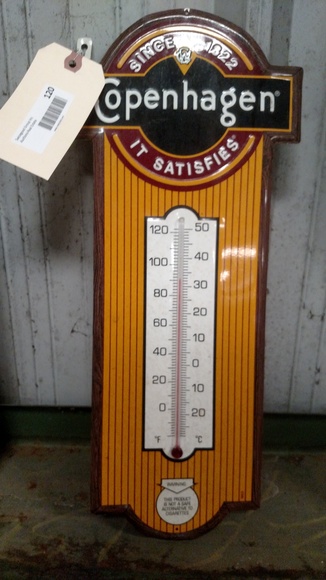 SINCE 1822
Copenhagen®
IT SATISFIES®
120
120 50
100 40
80 30
60 20
40 10
20 0
0 10
20
°F °C
WARNING:
THIS PRODUCT
IS NOT A SAFE
ALTERNATIVE TO
CIGARETTES